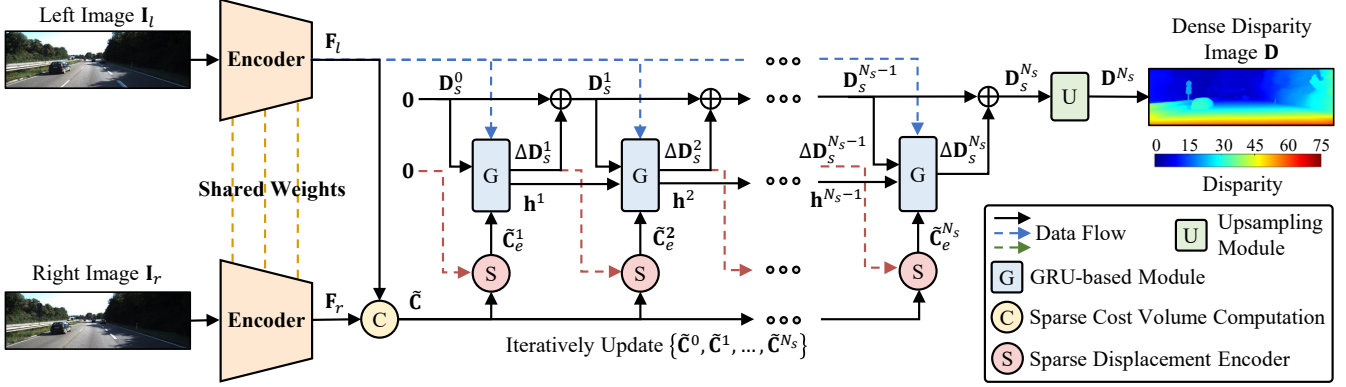 Left Image I_l
Encoder
F_l
Shared Weights
Right Image I_r
Encoder
F_r
C
C̃
0
D_s^0
D_s^1
D_s^{N_s−1}
D_s^{N_s}
U
D^{N_s}
Dense Disparity
Image D
0 15 30 45 60 75
Disparity
0
G
ΔD_s^1
h^1
G
ΔD_s^2
h^2
ΔD_s^{N_s−1}
h^{N_s−1}
G
ΔD_s^{N_s}
C̃_e^1
C̃_e^2
C̃_e^{N_s}
S
S
S
Iteratively Update {C̃^0, C̃^1, …, C̃^{N_s}}
Data Flow
U Upsampling
Module
G GRU-based Module
C Sparse Cost Volume Computation
S Sparse Displacement Encoder